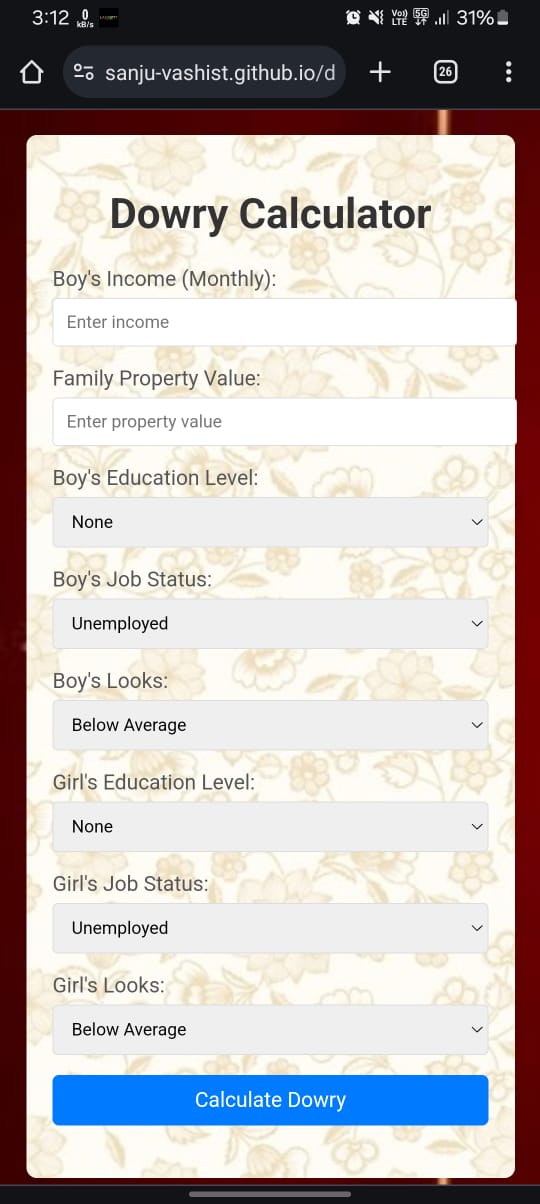 3:12 0 kB/s Vo) LTE 5G 31%
sanju-vashist.github.io/d 26
Dowry Calculator
Boy's Income (Monthly):
Enter income
Family Property Value:
Enter property value
Boy's Education Level:
None
Boy's Job Status:
Unemployed
Boy's Looks:
Below Average
Girl's Education Level:
None
Girl's Job Status:
Unemployed
Girl's Looks:
Below Average
Calculate Dowry